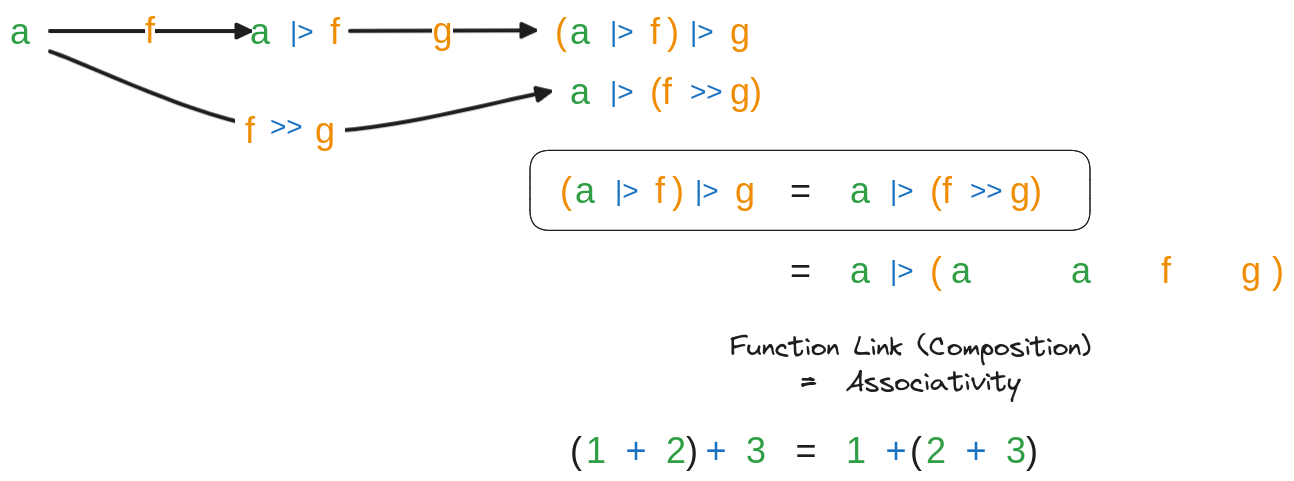 a f a |> f g (a |> f ) |> g
a |> (f >> g)
f >> g
(a |> f ) |> g = a |> (f >> g)
= a |> ( a a f g )
Function Link (Composition)
= Associativity
(1 + 2) + 3 = 1 +(2 + 3)